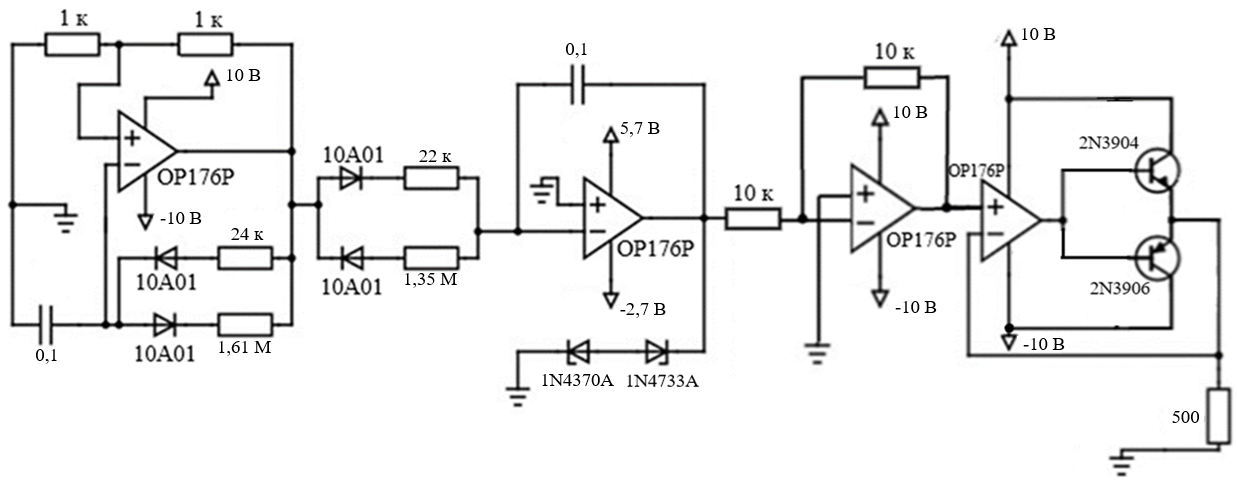 1 к
1 к
10 В
+
−
OP176P
-10 В
24 к
10A01
10A01
1,61 М
0,1
10A01
22 к
10A01
1,35 М
0,1
5,7 В
+
−
OP176P
-2,7 В
1N4370A
1N4733A
10 к
10 к
10 В
+
−
OP176P
-10 В
10 В
OP176P
+
−
-10 В
2N3904
2N3906
500